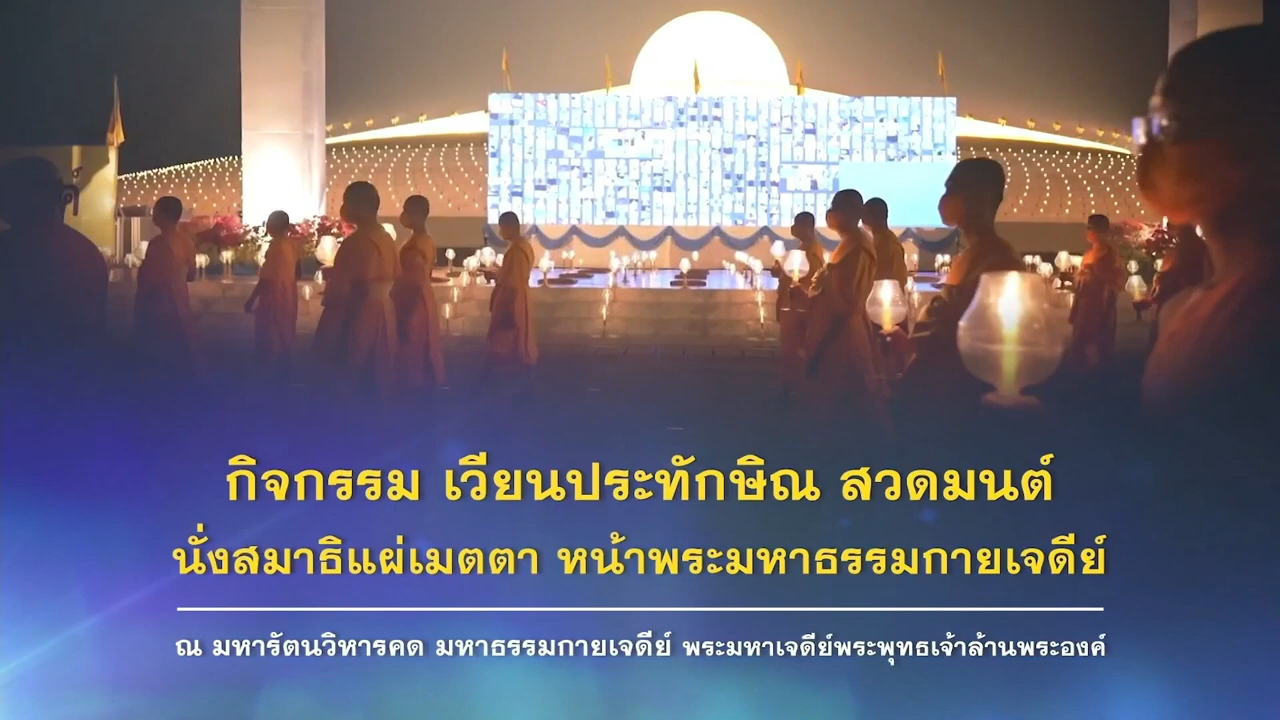 กิจกรรม เวียนประทักษิณ สวดมนต์
นั่งสมาธิแผ่เมตตา หน้าพระมหาธรรมกายเจดีย์
ณ มหารัตนวิหารคด มหาธรรมกายเจดีย์ พระมหาเจดีย์พระพุทธเจ้าล้านพระองค์